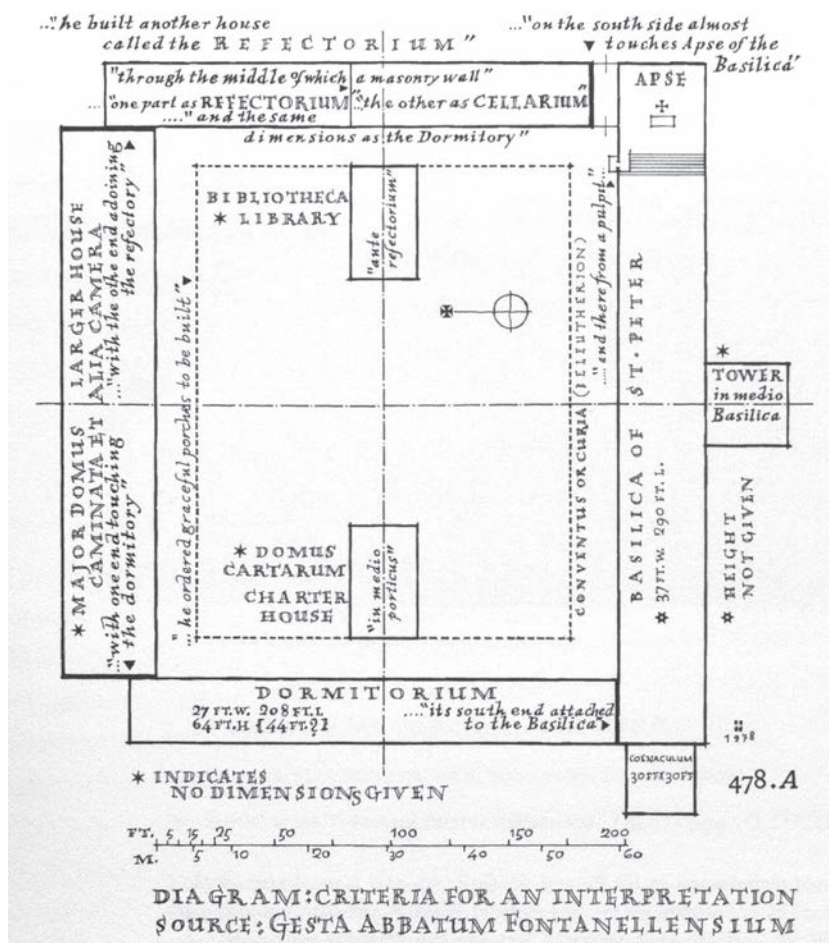 ..."he built another house
called the REFECTORIUM"
..."on the south side almost
▼ touches Apse of the
Basilica"
"through the middle of which a masonry wall"
..."one part as REFECTORIUM" "the other as CELLARIUM"
...."and the same
dimensions as the Dormitory"
APSE
BIBLIOTHECA
✶ LIBRARY
"ante
refectorium"
LARGER HOUSE
ALIA CAMERA
..."with the othe end adoining
the refectory"
✶ MAJOR DOMUS
CAMINATA ET
..."with one end touching
the dormitory"
"...he ordered graceful porches to be built"
CONVENTUS OR CURIA (BELEUTHERION)
...."and there from a pulpit...
BASILICA OF ST. PETER
✡ 37 FT. W. 290 FT. L.
✶
TOWER
in medio
Basilica
✡ HEIGHT
NOT GIVEN
✶ DOMUS
CARTARUM
CHARTER
HOUSE
"in medio
porticus"
DORMITORIUM
27 FT. W. 208 FT. L
64 FT. H [44 FT.?]
...."its south end attached
to the Basilica"
1978
COENACULUM
30 FT X 30 FT
478.A
✶ INDICATES
NO DIMENSIONS GIVEN
FT. 5 15 25 50 100 150 200
M. 5 10 20 30 40 50 60
DIAGRAM: CRITERIA FOR AN INTERPRETATION
SOURCE: GESTA ABBATUM FONTANELLENSIUM